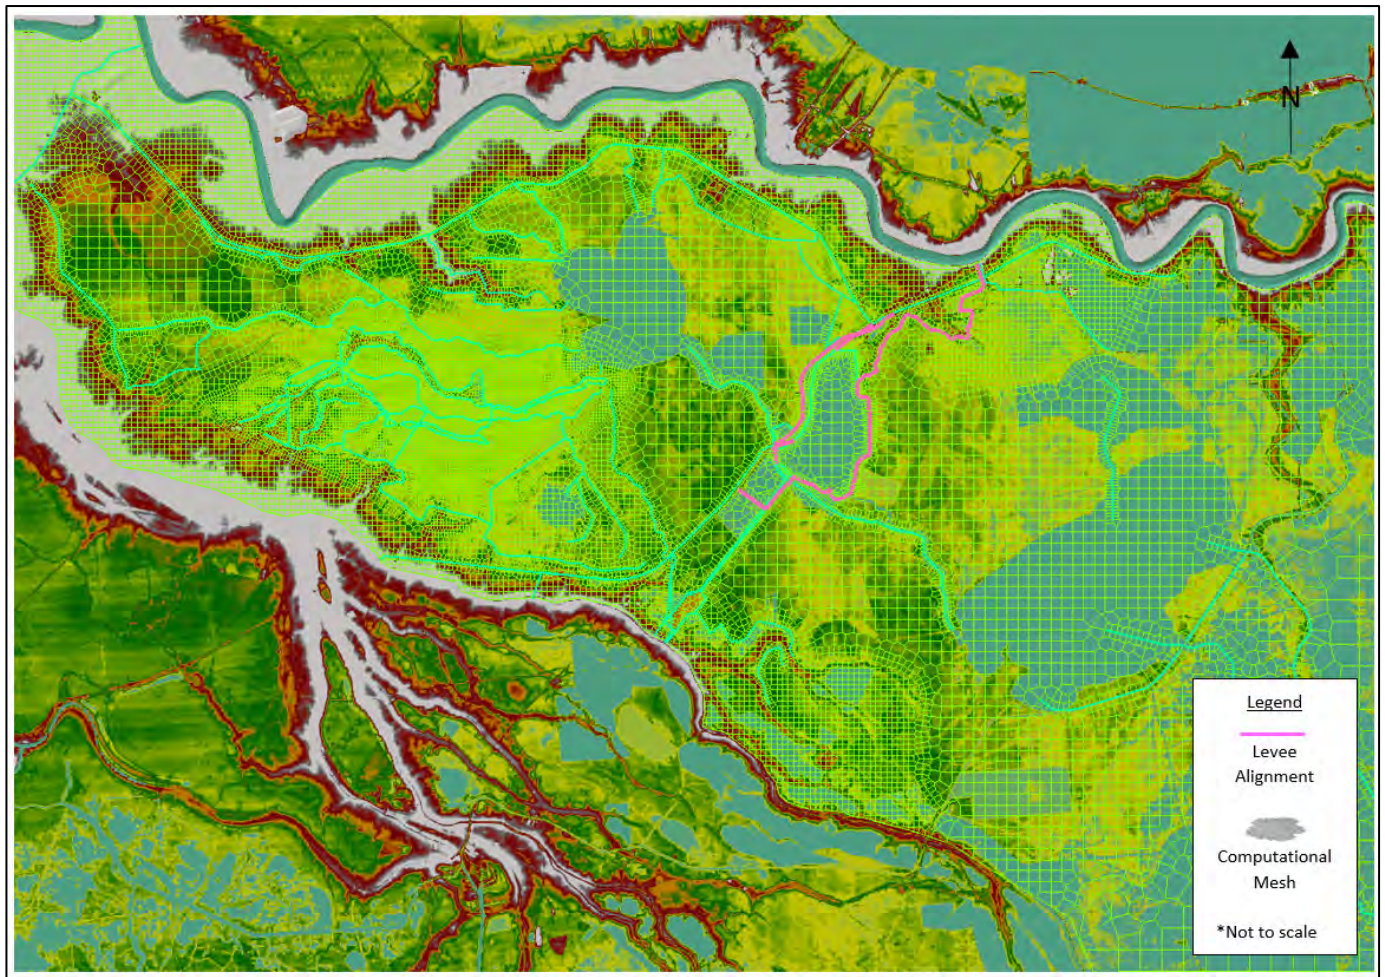 N
Legend
Levee
Alignment
Computational
Mesh
*Not to scale